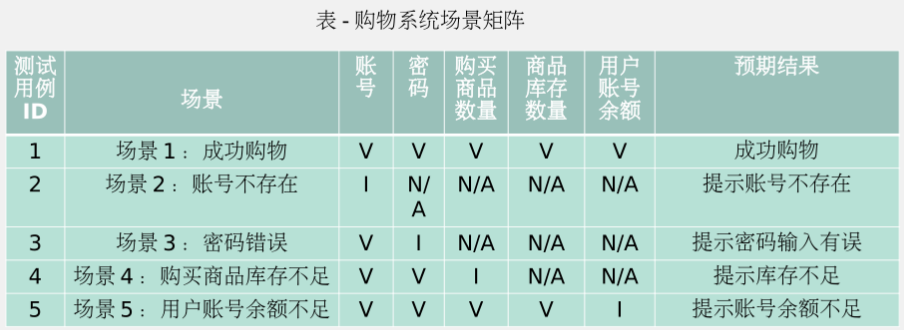 表 - 购物系统场景矩阵
测试用例ID 场景 账号 密码 购买商品数量 商品库存数量 用户账号余额 预期结果
1 场景 1 ：成功购物 V V V V V 成功购物
2 场景 2 ：账号不存在 I N/A N/A N/A N/A 提示账号不存在
3 场景 3 ：密码错误 V I N/A N/A N/A 提示密码输入有误
4 场景 4 ：购买商品库存不足 V V I N/A N/A 提示库存不足
5 场景 5 ：用户账号余额不足 V V V V I 提示账号余额不足